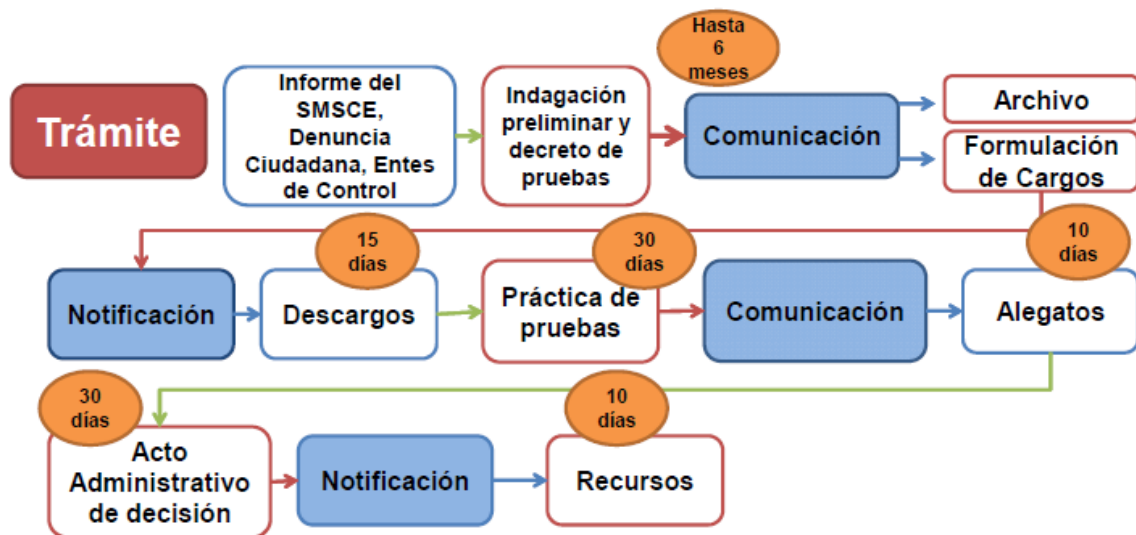 Hasta
6
meses
Trámite
Informe del
SMSCE,
Denuncia
Ciudadana, Entes
de Control
Indagación
preliminar y
decreto de
pruebas
Comunicación
Archivo
Formulación
de Cargos
15
días
30
días
10
días
Notificación
Descargos
Práctica de
pruebas
Comunicación
Alegatos
30
días
10
días
Acto
Administrativo
de decisión
Notificación
Recursos